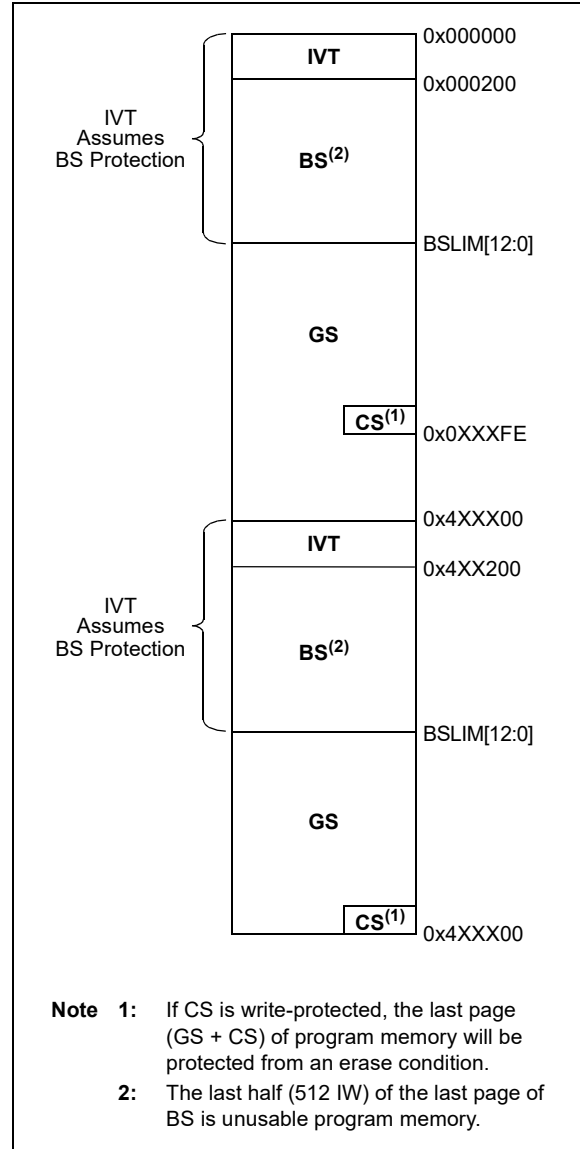 0x000000
IVT
0x000200
IVT
Assumes
BS Protection
BS(2)
BSLIM[12:0]
GS
CS(1)
0x0XXXFE
0x4XXX00
IVT
0x4XX200
IVT
Assumes
BS Protection
BS(2)
BSLIM[12:0]
GS
CS(1)
0x4XXX00
Note 1: If CS is write-protected, the last page
(GS + CS) of program memory will be
protected from an erase condition.
2: The last half (512 IW) of the last page of
BS is unusable program memory.